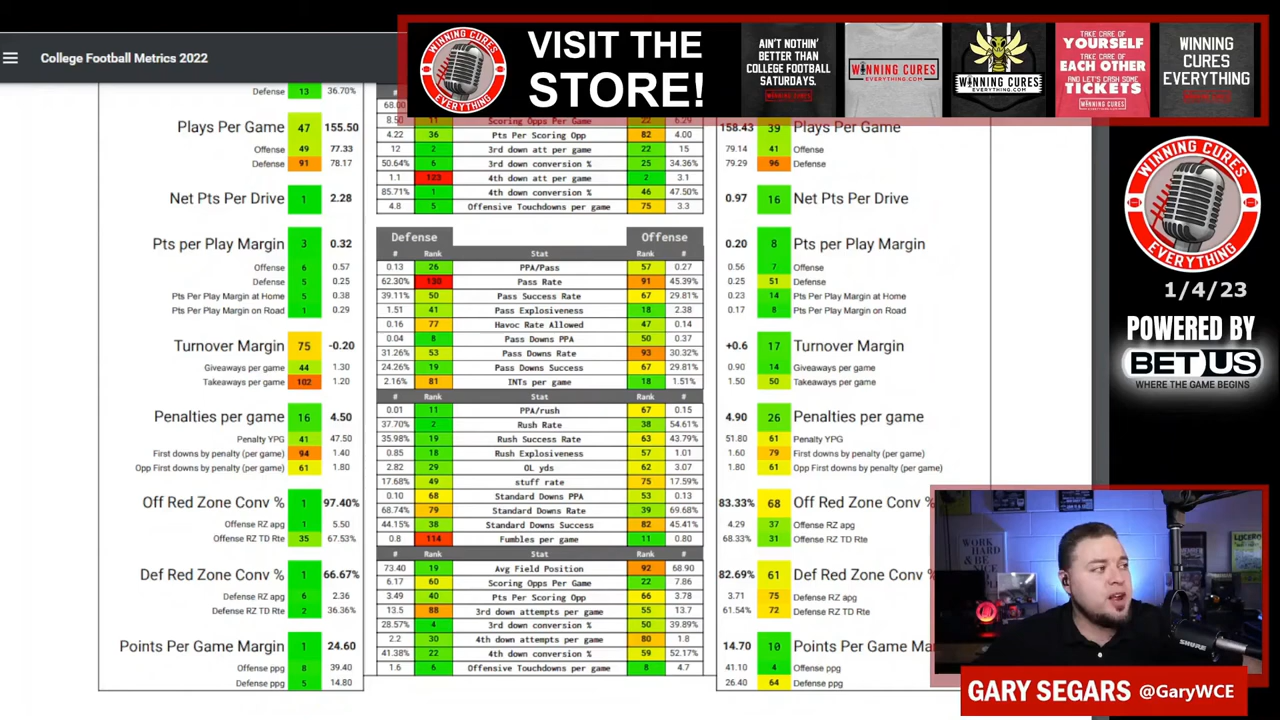 College Football Metrics 2022
WINNING CURES EVERYTHING
VISIT THE STORE!
AIN'T NOTHIN' BETTER THAN COLLEGE FOOTBALL SATURDAYS.
WINNING CURES
WINNING CURES
TAKE CARE OF YOURSELF TAKE CARE OF EACH OTHER AND LET'S CASH SOME TICKETS
WINNING CURES EVERYTHING
Defense 13 36.70%
Plays Per Game 47 155.50
Offense 49 77.33
Defense 91 78.17
Net Pts Per Drive 1 2.28
Pts per Play Margin 3 0.32
Offense 6 0.57
Defense 5 0.25
Pts Per Play Margin at Home 5 0.38
Pts Per Play Margin on Road 1 0.29
Turnover Margin 75 -0.20
Giveaways per game 44 1.30
Takeaways per game 102 1.20
Penalties per game 16 4.50
Penalty YPG 41 47.50
First downs by penalty (per game) 94 1.40
Opp First downs by penalty (per game) 61 1.80
Off Red Zone Conv % 1 97.40%
Offense RZ apg 1 5.50
Offense RZ TD Rte 35 67.53%
Def Red Zone Conv % 1 66.67%
Defense RZ apg 6 2.36
Defense RZ TD Rte 2 36.36%
Points Per Game Margin 1 24.60
Offense ppg 8 39.40
Defense ppg 5 14.80
68.00
8.50 11 Scoring Opps Per Game 22 6.29
4.22 36 Pts Per Scoring Opp 82 4.00
12 2 3rd down att per game 22 15
50.64% 6 3rd down conversion % 25 34.36%
1.1 123 4th down att per game 2 3.1
85.71% 1 4th down conversion % 46 47.50%
4.8 5 Offensive Touchdowns per game 75 3.3
Defense Offense
# Rank Stat Rank #
0.13 26 PPA/Pass 57 0.27
62.30% 130 Pass Rate 91 45.39%
39.11% 50 Pass Success Rate 67 29.81%
1.51 41 Pass Explosiveness 18 2.38
0.16 77 Havoc Rate Allowed 47 0.14
0.04 8 Pass Downs PPA 50 0.37
31.26% 53 Pass Downs Rate 93 30.32%
24.26% 19 Pass Downs Success 67 29.81%
2.16% 81 INTs per game 18 1.51%
# Rank Stat Rank #
0.01 11 PPA/rush 67 0.15
37.70% 2 Rush Rate 38 54.61%
35.98% 19 Rush Success Rate 63 43.79%
0.85 18 Rush Explosiveness 57 1.01
2.82 29 OL yds 62 3.07
17.68% 49 stuff rate 75 17.59%
0.10 68 Standard Downs PPA 53 0.13
68.74% 79 Standard Downs Rate 39 69.68%
44.15% 38 Standard Downs Success 82 45.41%
0.8 114 Fumbles per game 11 0.80
# Rank Stat Rank #
73.40 19 Avg Field Position 92 68.90
6.17 60 Scoring Opps Per Game 22 7.86
3.49 40 Pts Per Scoring Opp 66 3.78
13.5 88 3rd down attempts per game 55 13.7
28.57% 4 3rd down conversion % 50 39.89%
2.2 30 4th down attempts per game 80 1.8
41.38% 22 4th down conversion % 59 52.17%
1.6 6 Offensive Touchdowns per game 8 4.7
158.43 39 Plays Per Game
79.14 41 Offense
79.29 96 Defense
0.97 16 Net Pts Per Drive
0.20 8 Pts per Play Margin
0.56 7 Offense
0.25 51 Defense
0.23 14 Pts Per Play Margin at Home
0.17 8 Pts Per Play Margin on Road
+0.6 17 Turnover Margin
0.90 14 Giveaways per game
1.50 50 Takeaways per game
4.90 26 Penalties per game
51.80 61 Penalty YPG
1.60 79 First downs by penalty (per game)
1.80 61 Opp First downs by penalty (per game)
83.33% 68 Off Red Zone Conv %
4.29 37 Offense RZ apg
68.33% 31 Offense RZ TD Rte
82.69% 61 Def Red Zone Conv %
3.71 75 Defense RZ apg
61.54% 72 Defense RZ TD Rte
14.70 10 Points Per Game Ma
41.10 4 Offense ppg
26.40 64 Defense ppg
WINNING CURES
EVERYTHING
1/4/23
POWERED BY
BETUS
WHERE THE GAME BEGINS
WORK HARD &
SHURE
GARY SEGARS @GaryWCE